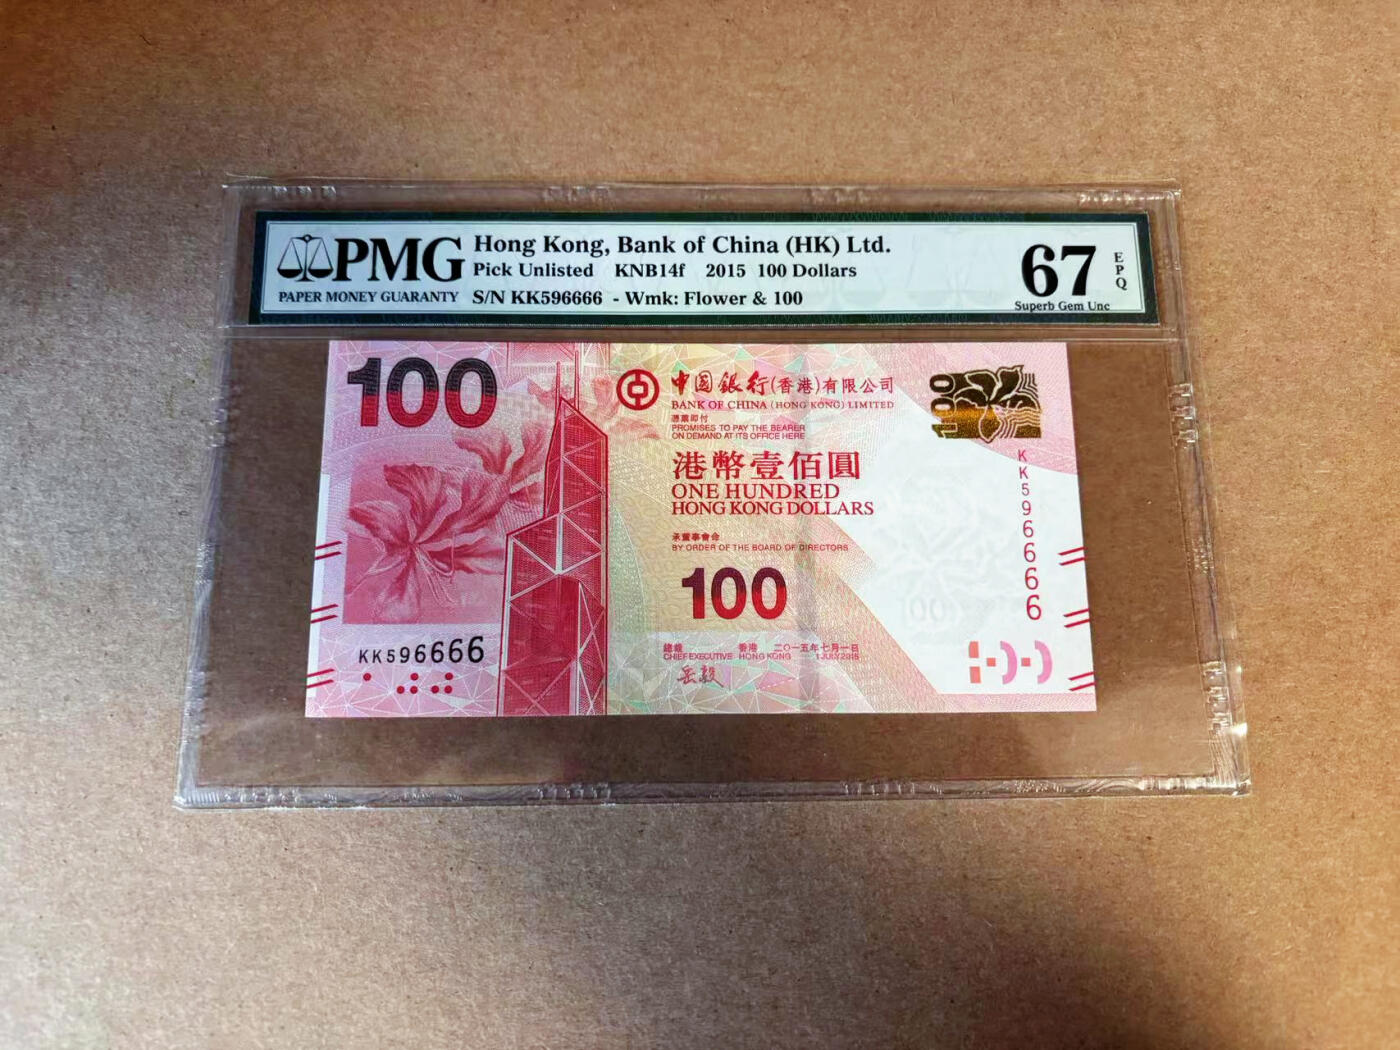 PMG
PAPER MONEY GUARANTY
Hong Kong, Bank of China (HK) Ltd.
Pick Unlisted KNB14f 2015 100 Dollars
S/N KK596666 - Wmk: Flower & 100
67
EPQ
Superb Gem Unc
100
中國銀行(香港)有限公司
BANK OF CHINA (HONG KONG) LIMITED
憑票即付
PROMISES TO PAY THE BEARER
ON DEMAND AT ITS OFFICE HERE
港幣壹佰圓
ONE HUNDRED
HONG KONG DOLLARS
承董事會命
BY ORDER OF THE BOARD OF DIRECTORS
100
總裁 香港 二〇一五年七月一日
CHIEF EXECUTIVE HONG KONG 1 JULY 2015
岳毅
KK596666
100
KK596666
100